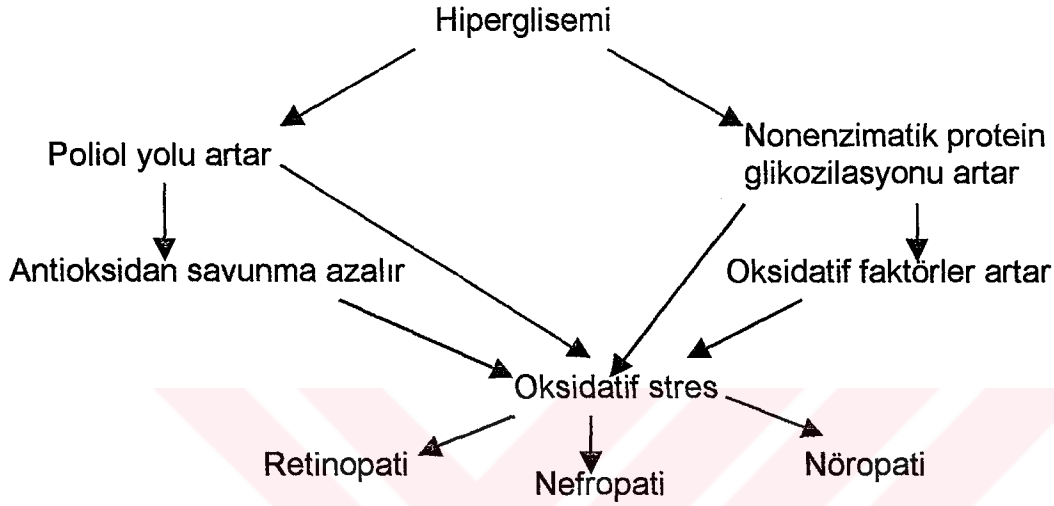 Hiperglisemi
Poliol yolu artar
Nonenzimatik protein
glikozilasyonu artar
Antioksidan savunma azalır
Oksidatif faktörler artar
Oksidatif stres
Retinopati
Nefropati
Nöropati